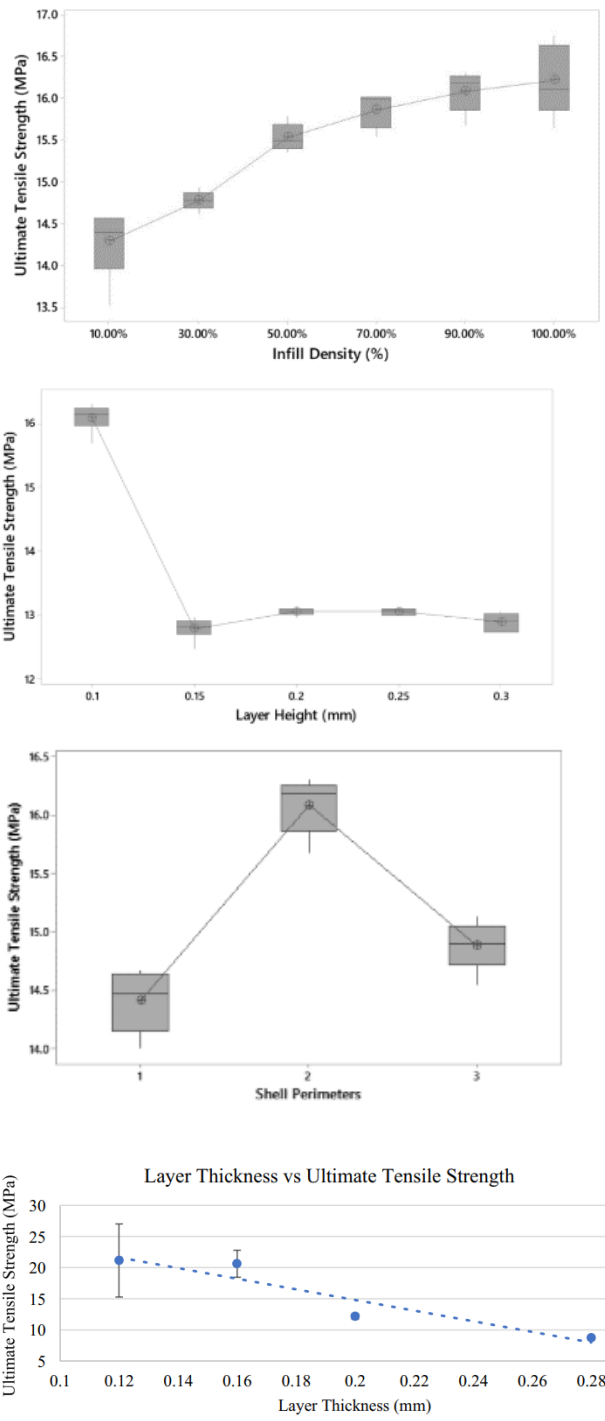 Ultimate Tensile Strength (MPa)
17.0
16.5
16.0
15.5
15.0
14.5
14.0
13.5
10.00% 30.00% 50.00% 70.00% 90.00% 100.00%
Infill Density (%)
Ultimate Tensile Strength (MPa)
16
15
14
13
12
0.1 0.15 0.2 0.25 0.3
Layer Height (mm)
Ultimate Tensile Strength (MPa)
16.5
16.0
15.5
15.0
14.5
14.0
1 2 3
Shell Perimeters
Layer Thickness vs Ultimate Tensile Strength
Ultimate Tensile Strength (MPa)
30
25
20
15
10
5
0.1 0.12 0.14 0.16 0.18 0.2 0.22 0.24 0.26 0.28
Layer Thickness (mm)